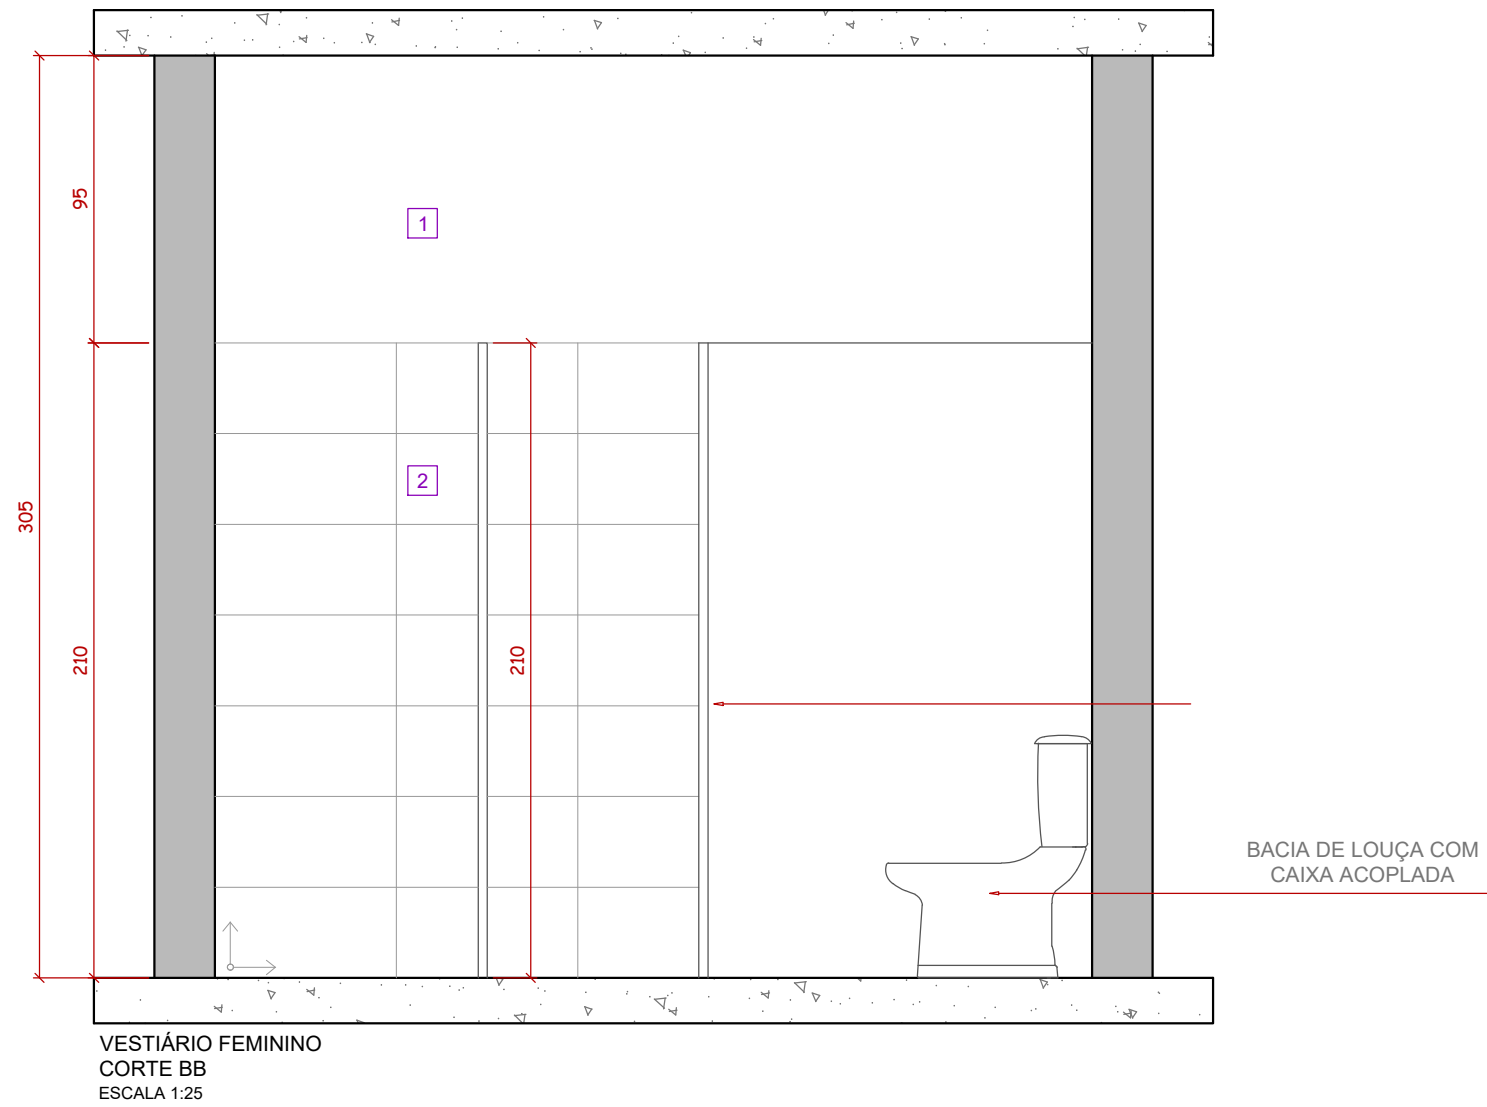 95
1
2
305
210
210
BACIA DE LOUÇA COM
CAIXA ACOPLADA
VESTIÁRIO FEMININO
CORTE BB
ESCALA 1:25